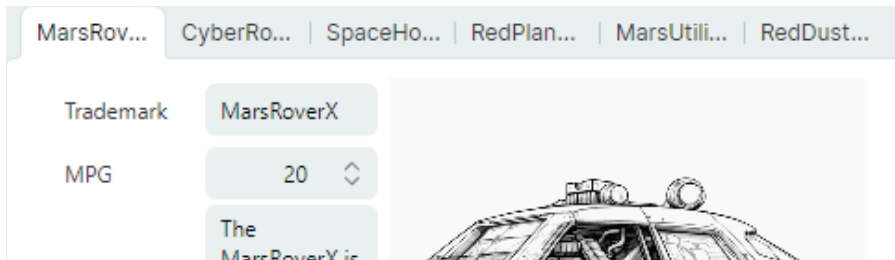 MarsRov... CyberRo... SpaceHo... RedPlan... MarsUtili... RedDust...
Trademark MarsRoverX
MPG 20
The
MarsRoverX is